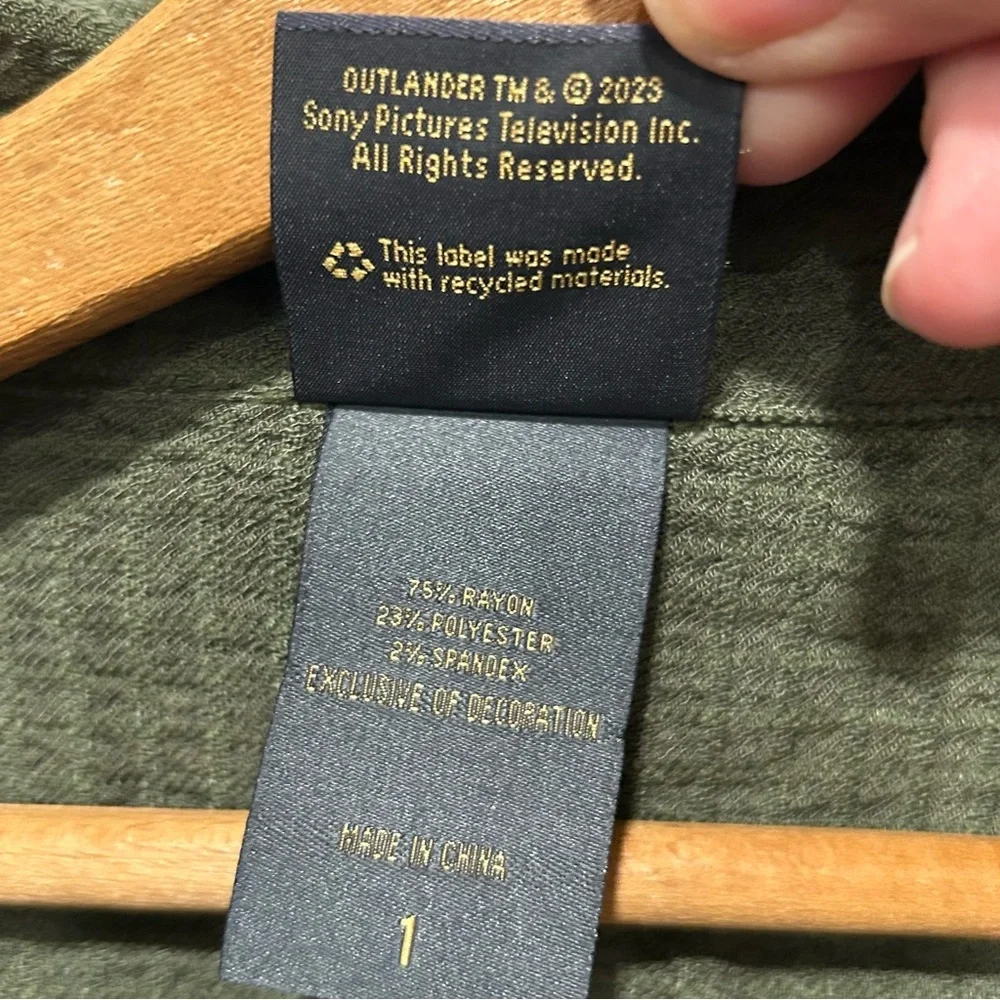 OUTLANDER TM & © 2023
Sony Pictures Television Inc.
All Rights Reserved.
This label was made
with recycled materials.
75% RAYON
23% POLYESTER
2% SPANDEX
EXCLUSIVE OF DECORATION
MADE IN CHINA
1